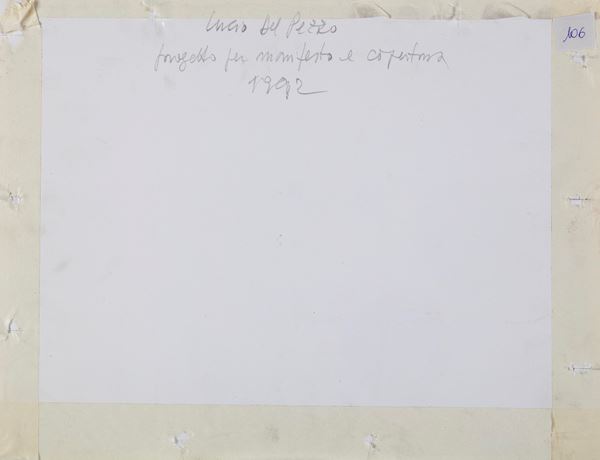 Lucio Del Pezzo
progetto per manifesto e copertina
1992
106